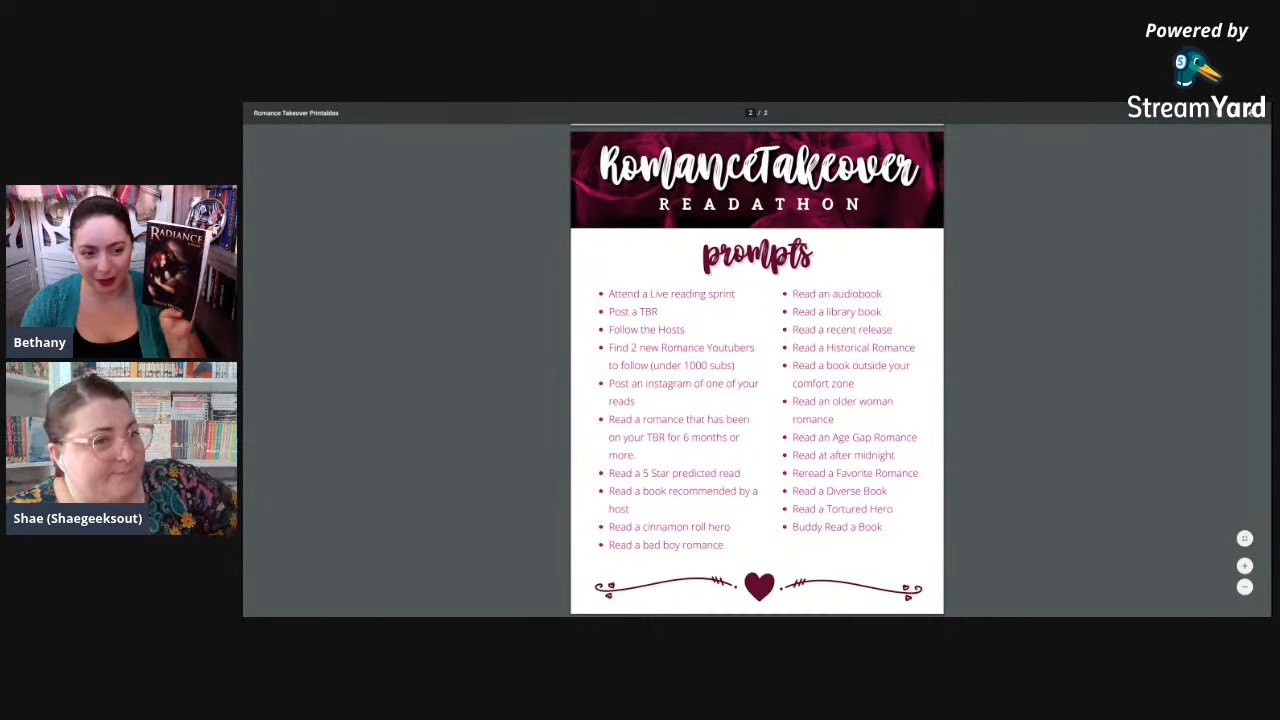 Powered by
StreamYard
Romance Takeover Printables
2 / 2
RomanceTakeover
READATHON
prompts
Attend a Live reading sprint
Post a TBR
Follow the Hosts
Find 2 new Romance Youtubers
to follow (under 1000 subs)
Post an instagram of one of your
reads
Read a romance that has been
on your TBR for 6 months or
more.
Read a 5 Star predicted read
Read a book recommended by a
host
Read a cinnamon roll hero
Read a bad boy romance
Read an audiobook
Read a library book
Read a recent release
Read a Historical Romance
Read a book outside your
comfort zone
Read an older woman
romance
Read an Age Gap Romance
Read at after midnight
Reread a Favorite Romance
Read a Diverse Book
Read a Tortured Hero
Buddy Read a Book
RADIANCE
Bethany
Shae (Shaegeeksout)